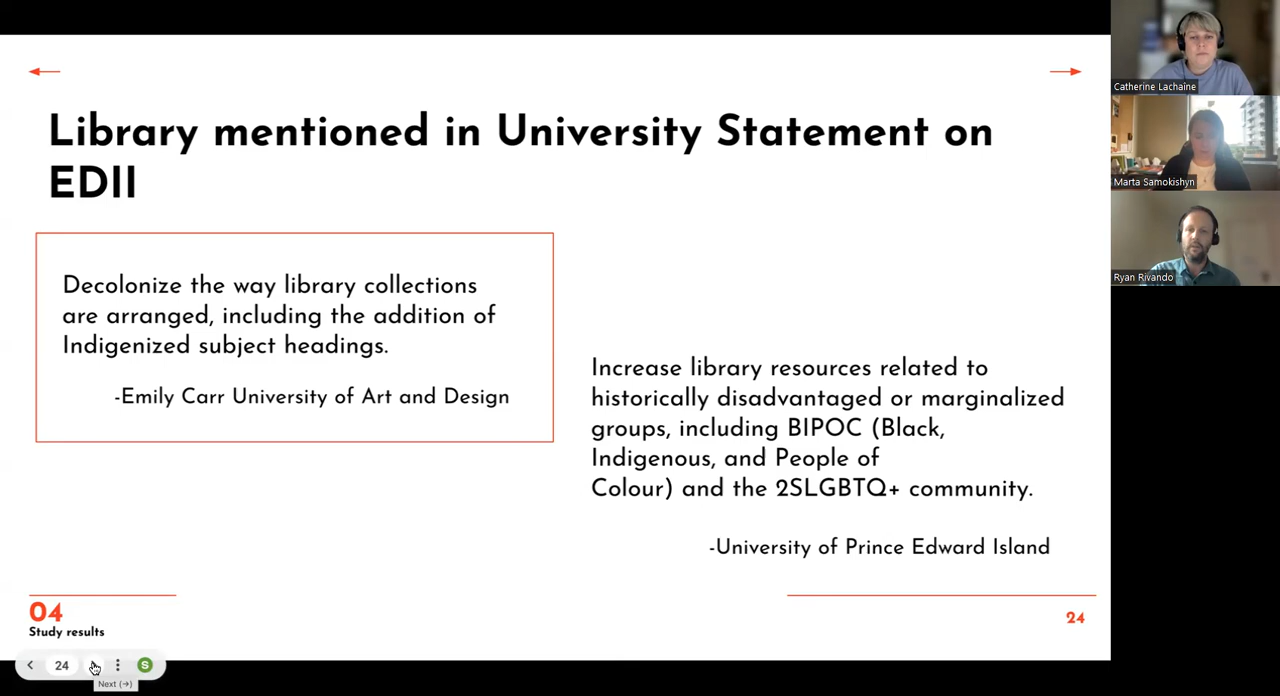 Library mentioned in University Statement on
EDII
Decolonize the way library collections
are arranged, including the addition of
Indigenized subject headings.
-Emily Carr University of Art and Design
Increase library resources related to
historically disadvantaged or marginalized
groups, including BIPOC (Black,
Indigenous, and People of
Colour) and the 2SLGBTQ+ community.
-University of Prince Edward Island
04
Study results
24
24
S
Next (→)
Catherine Lachaîne
Marta Samokishyn
Ryan Rivando